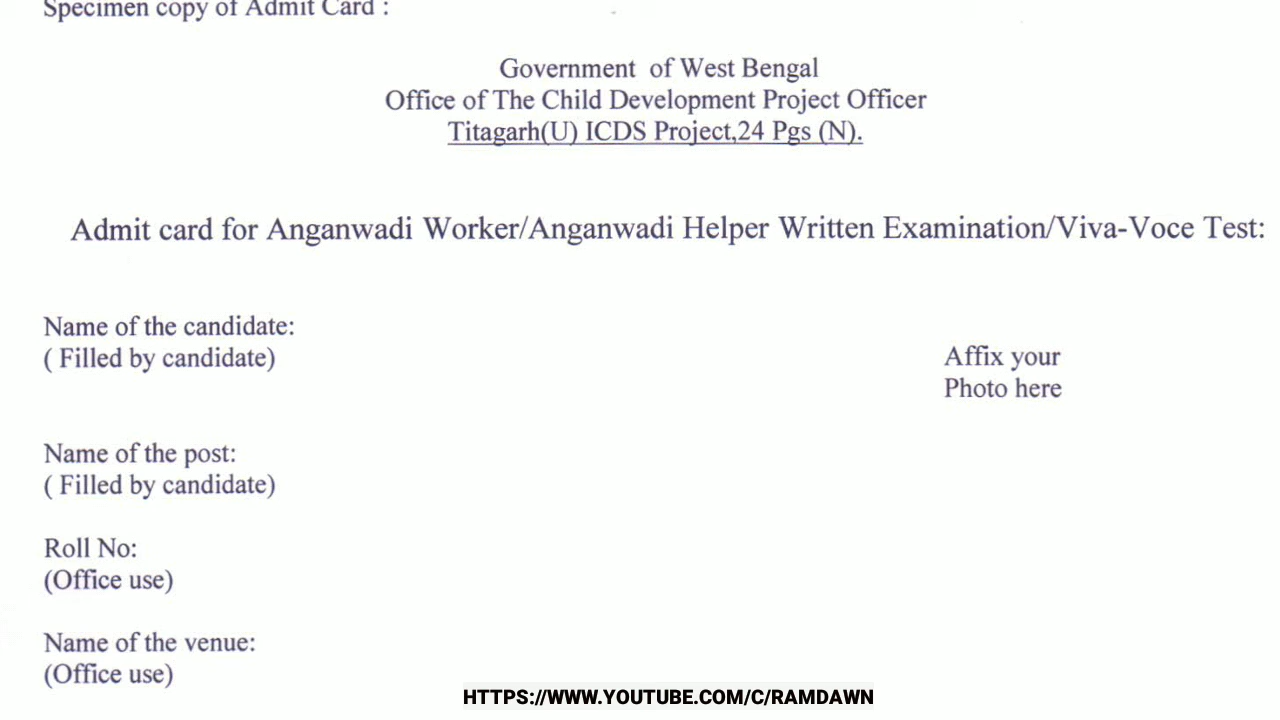 Specimen copy of Admit Card :
Government of West Bengal
Office of The Child Development Project Officer
Titagarh(U) ICDS Project,24 Pgs (N).
Admit card for Anganwadi Worker/Anganwadi Helper Written Examination/Viva-Voce Test:
Name of the candidate:
( Filled by candidate)
Affix your
Photo here
Name of the post:
( Filled by candidate)
Roll No:
(Office use)
Name of the venue:
(Office use)
HTTPS://WWW.YOUTUBE.COM/C/RAMDAWN